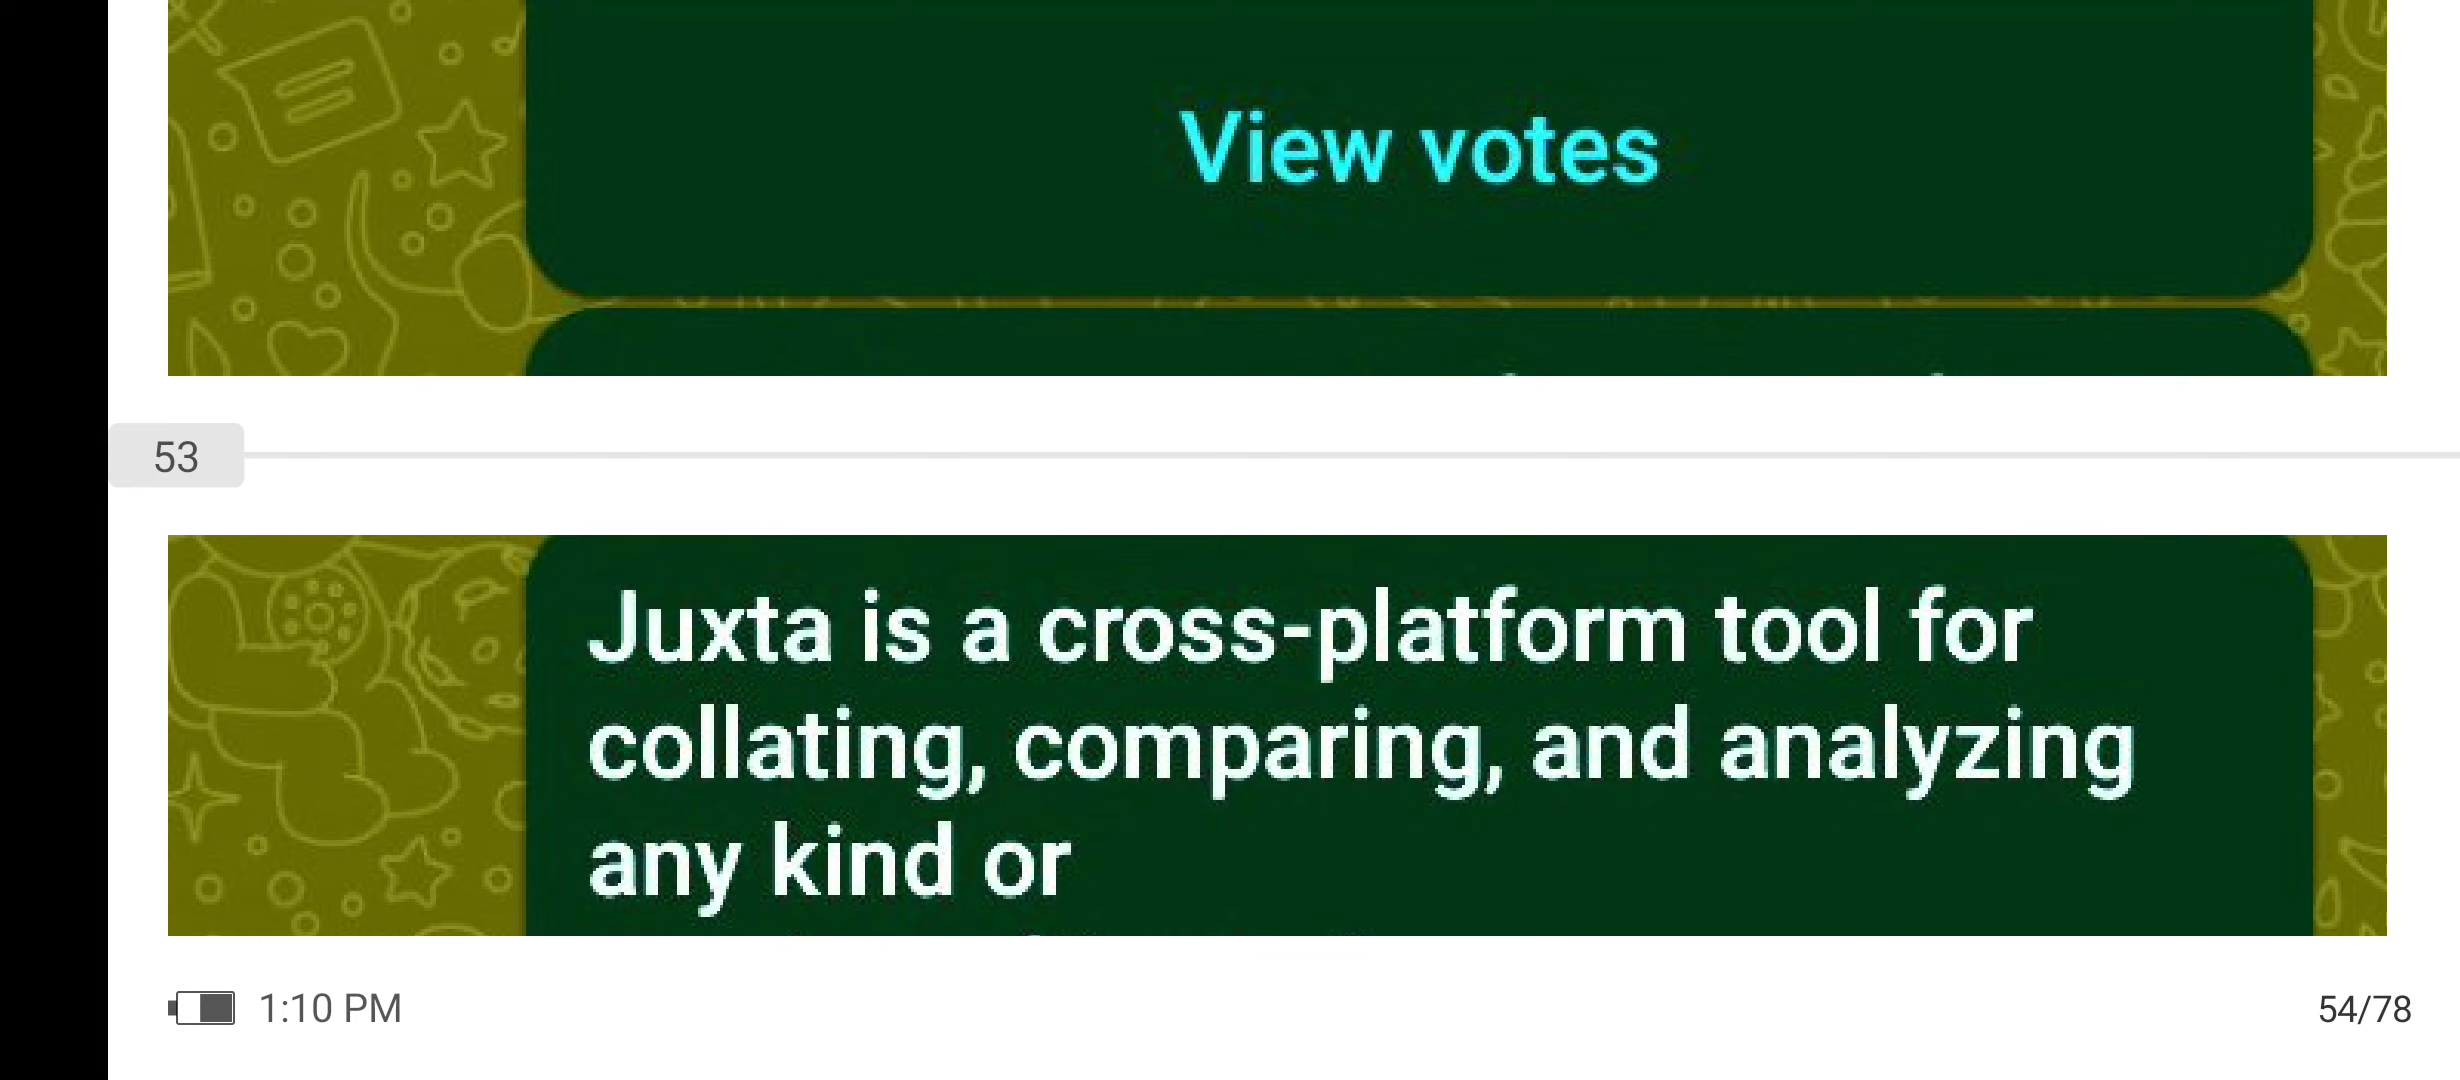 View votes
53
Juxta is a cross-platform tool for
collating, comparing, and analyzing
any kind or
1:10 PM
54/78